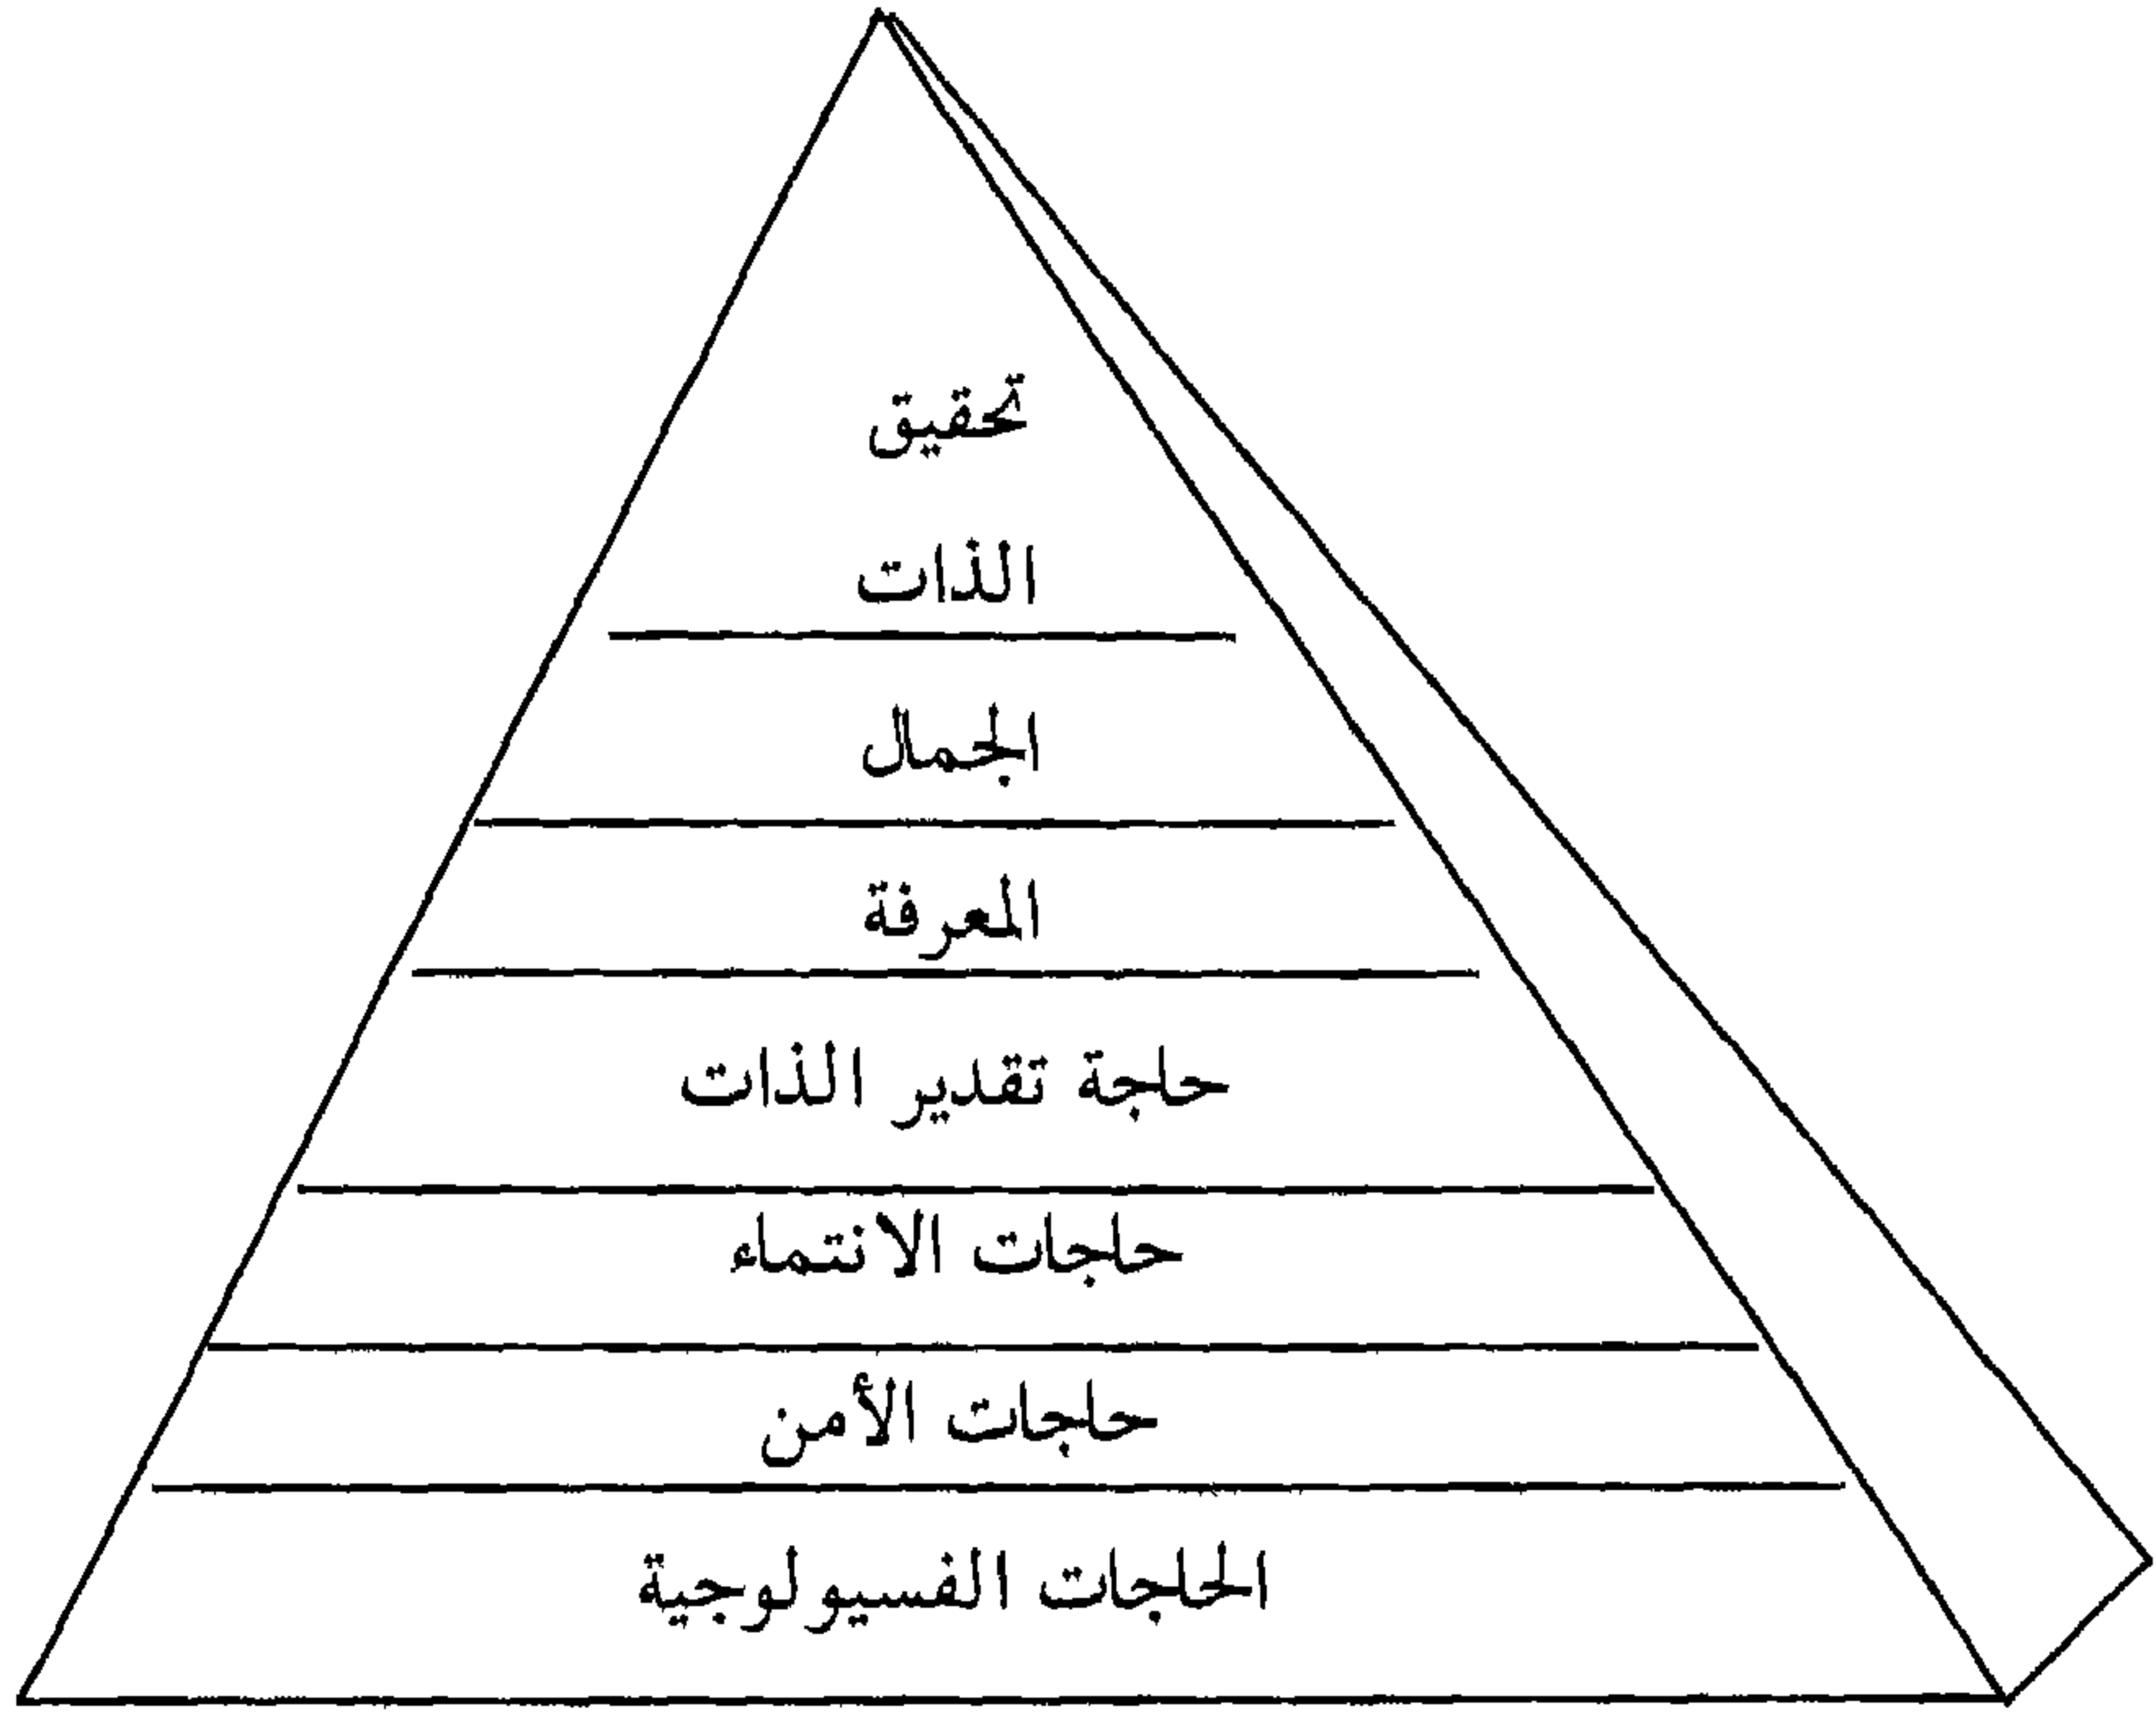 تحقيق
الذات
الجمال
المعرفة
حاجة تقدير الذات
حاجات الانتماء
حاجات الأمن
الحاجات الفسيولوجية